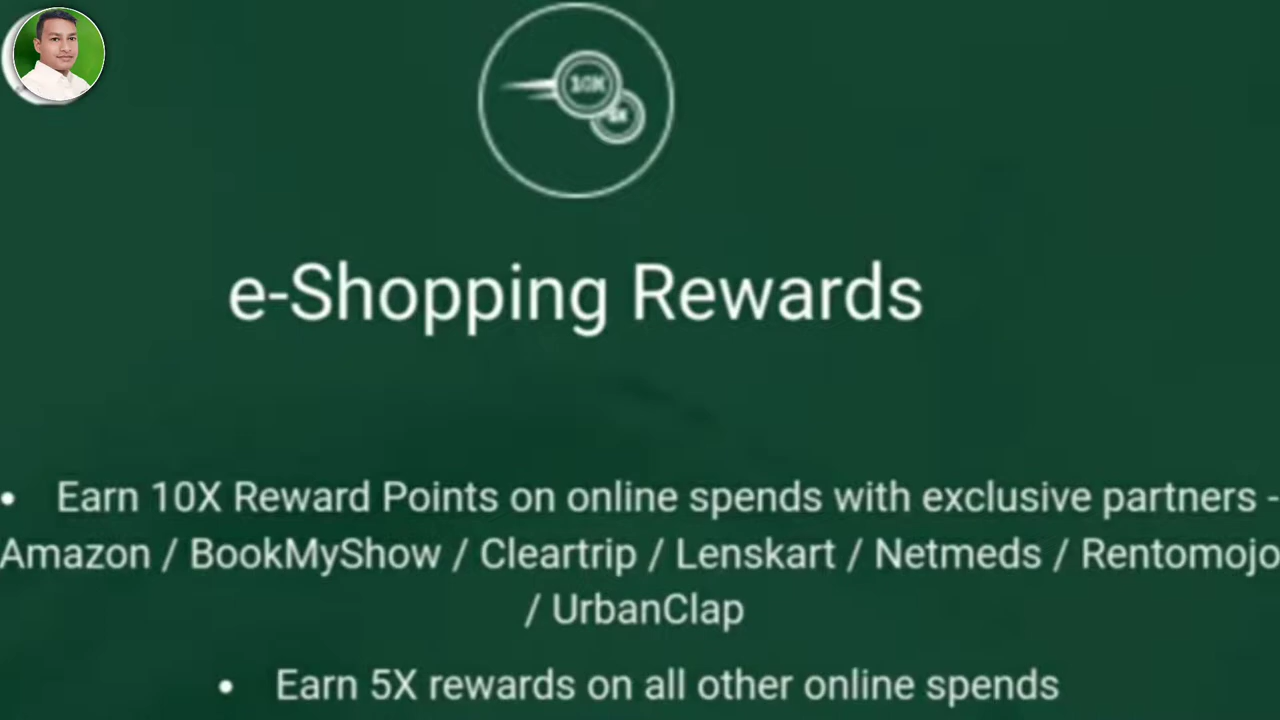 10X
5X
e-Shopping Rewards
• Earn 10X Reward Points on online spends with exclusive partners -
Amazon / BookMyShow / Cleartrip / Lenskart / Netmeds / Rentomojo
/ UrbanClap
• Earn 5X rewards on all other online spends